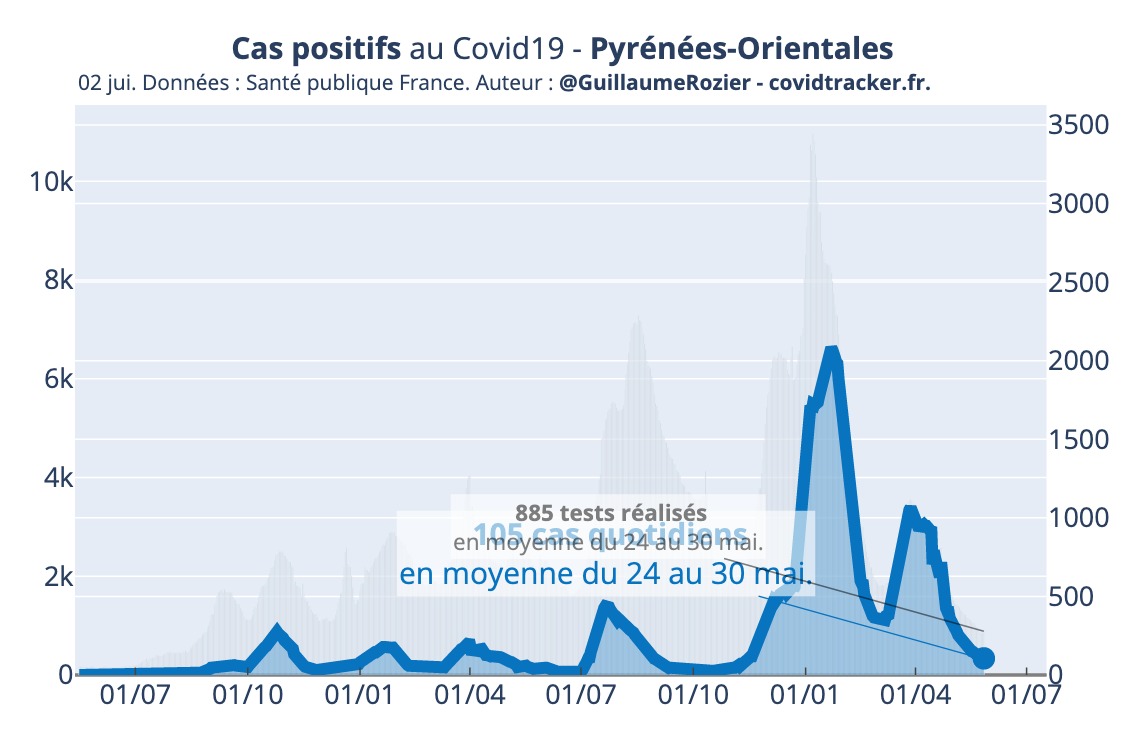 Cas positifs au Covid19 - Pyrénées-Orientales
02 jui. Données : Santé publique France. Auteur : @GuillaumeRozier - covidtracker.fr.
3500
10k
3000
8k
2500
2000
6k
1500
4k
1000
885 tests réalisés
105 cas quotidiens
en moyenne du 24 au 30 mai.
en moyenne du 24 au 30 mai.
2k
500
0
0
01/07 01/10 01/01 01/04 01/07 01/10 01/01 01/04 01/07